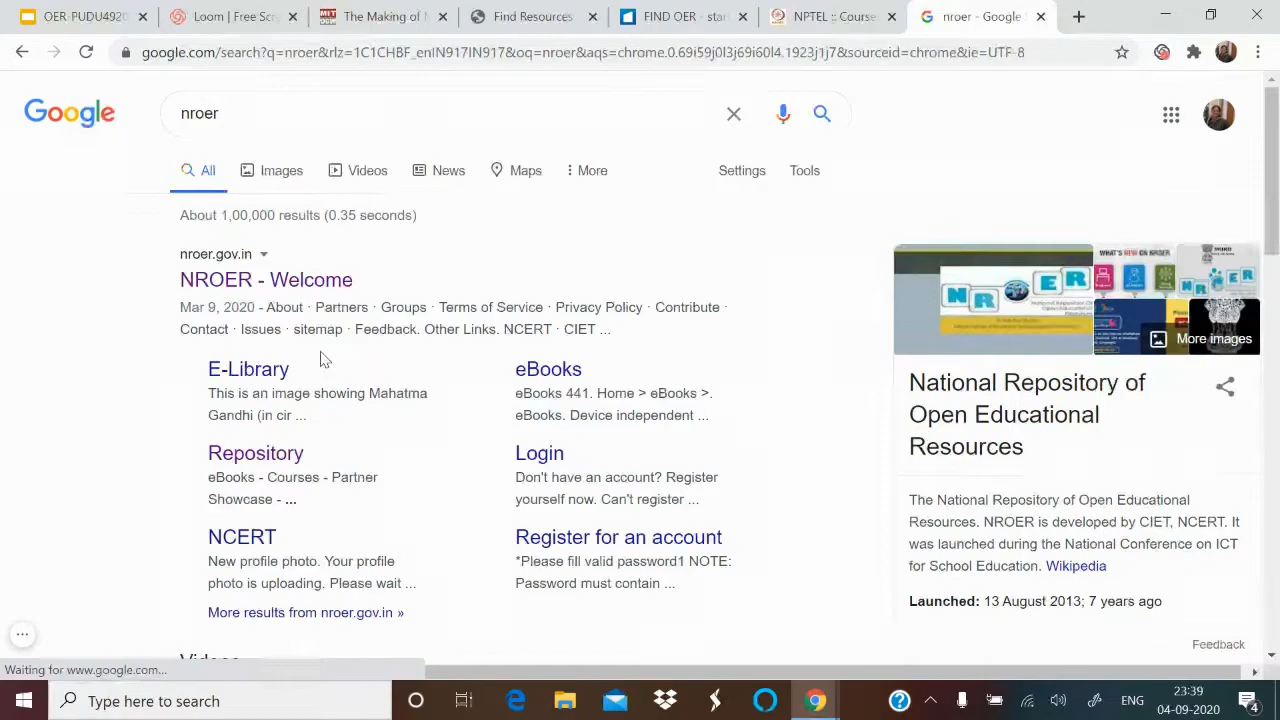 OER-PUDU4920
Loom | Free Scre
The Making of M
Find Resources
FIND OER - star
NPTEL :: Course
nroer - Google S
google.com/search?q=nroer&rlz=1C1CHBF_enIN917IN917&oq=nroer&aqs=chrome.0.69i59j0l3j69i60l4.1923j1j7&sourceid=chrome&ie=UTF-8
Google
nroer
All
Images
Videos
News
Maps
More
Settings
Tools
About 1,00,000 results (0.35 seconds)
nroer.gov.in
NROER - Welcome
Mar 9, 2020 - About · Partners · Groups · Terms of Service · Privacy Policy · Contribute ·
Contact · Issues · sitemap · Feedback. Other Links. NCERT · CIET ...
E-Library
This is an image showing Mahatma
Gandhi (in cir ...
eBooks
eBooks 441. Home > eBooks >.
eBooks. Device independent ...
Repository
eBooks - Courses - Partner
Showcase - ...
Login
Don't have an account? Register
yourself now. Can't register ...
NCERT
New profile photo. Your profile
photo is uploading. Please wait ...
Register for an account
*Please fill valid password1 NOTE:
Password must contain ...
More results from nroer.gov.in »
Videos
NROER
WHAT'S NEW ON NROER
More images
National Repository of
Open Educational
Resources
The National Repository of Open Educational
Resources. NROER is developed by CIET, NCERT. It
was launched during the National Conference on ICT
for School Education. Wikipedia
Launched: 13 August 2013; 7 years ago
Feedback
Waiting for www.google.com...
Type here to search
ENG
23:39
04-09-2020
4